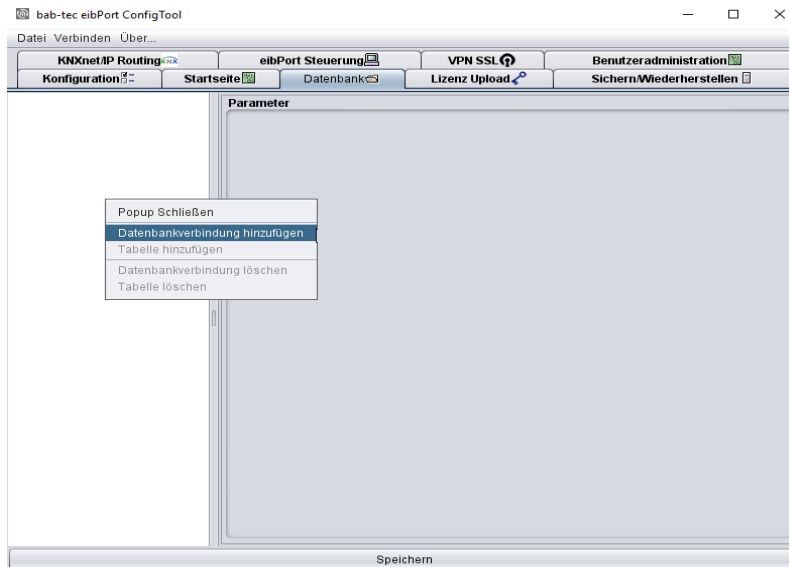 bab-tec eibPort ConfigTool
Datei Verbinden Über...
KNXnet/IP Routing KNX eibPort Steuerung VPN SSL Benutzeradministration
Konfiguration Startseite Datenbank Lizenz Upload Sichern/Wiederherstellen
Parameter
Popup Schließen
Datenbankverbindung hinzufügen
Tabelle hinzufügen
Datenbankverbindung löschen
Tabelle löschen
Speichern